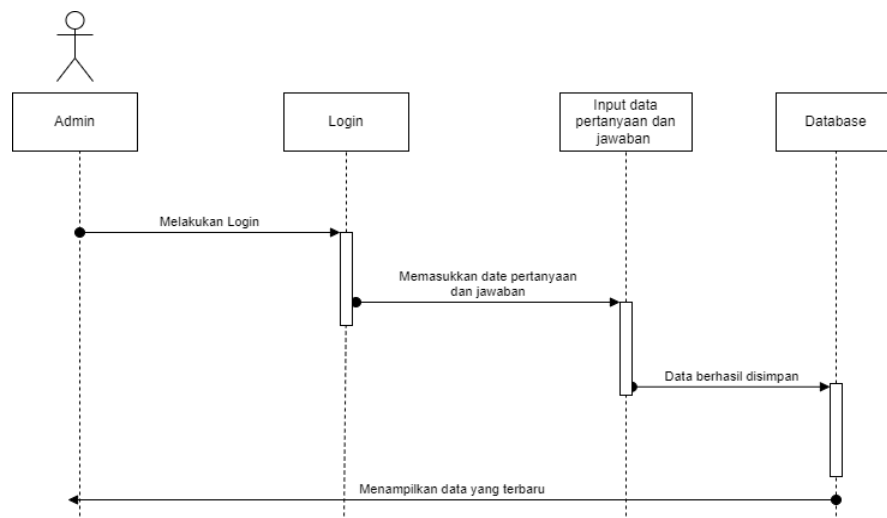 Admin
Login
Input data
pertanyaan dan
jawaban
Database
Melakukan Login
Memasukkan date pertanyaan
dan jawaban
Data berhasil disimpan
Menampilkan data yang terbaru